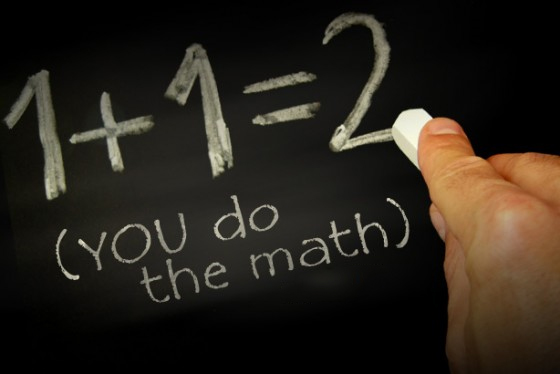 1+1=2
(YOU do
the math)